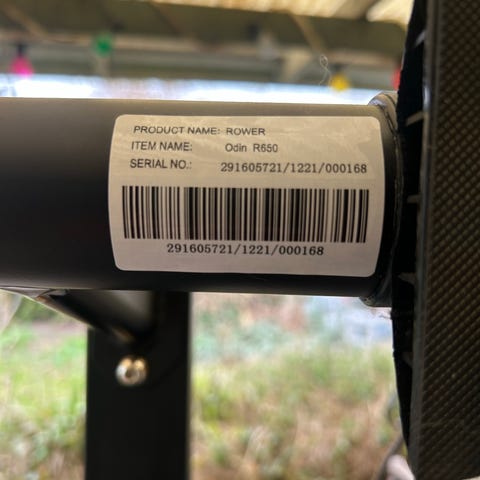 PRODUCT NAME: ROWER
ITEM NAME: Odin R650
SERIAL NO.: 291605721/1221/000168
291605721/1221/000168